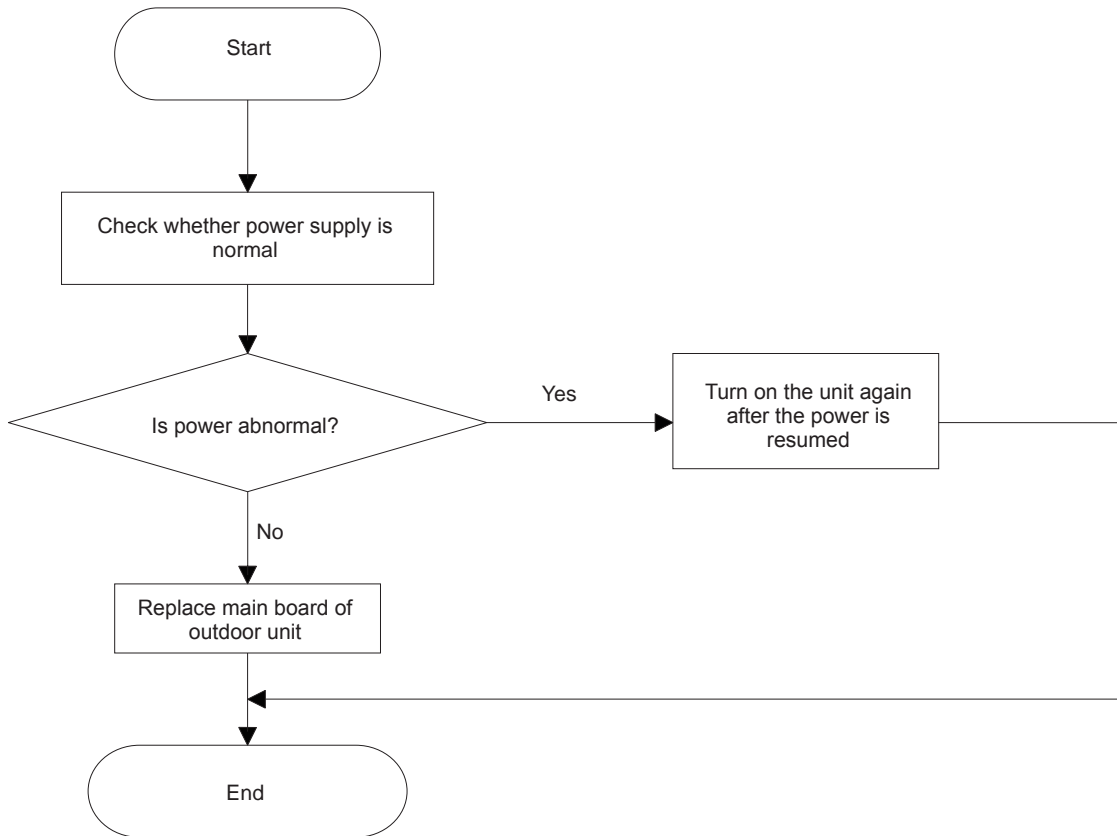 Start
Check whether power supply is
normal
Is power abnormal?
Yes
Turn on the unit again
after the power is
resumed
No
Replace main board of
outdoor unit
End